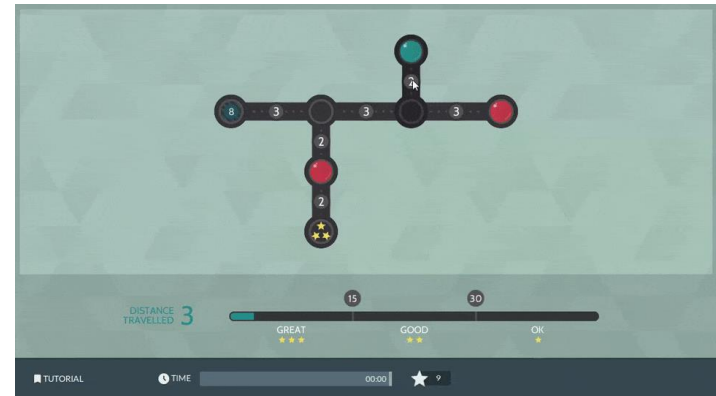 2
8 3 3 3
2
2
15 30
DISTANCE
TRAVELLED 3
GREAT GOOD OK
TUTORIAL TIME 00:00 9